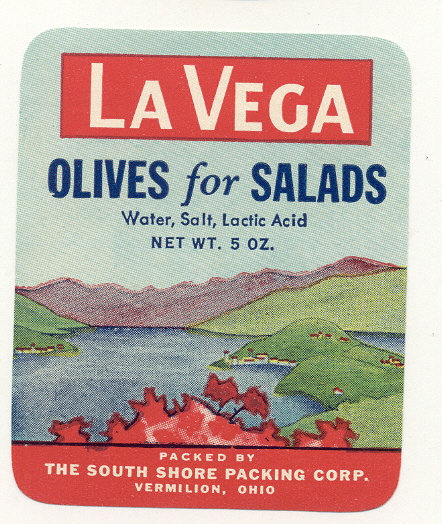 LA VEGA
OLIVES for SALADS
Water, Salt, Lactic Acid
NET WT. 5 OZ.
PACKED BY
THE SOUTH SHORE PACKING CORP.
VERMILION, OHIO